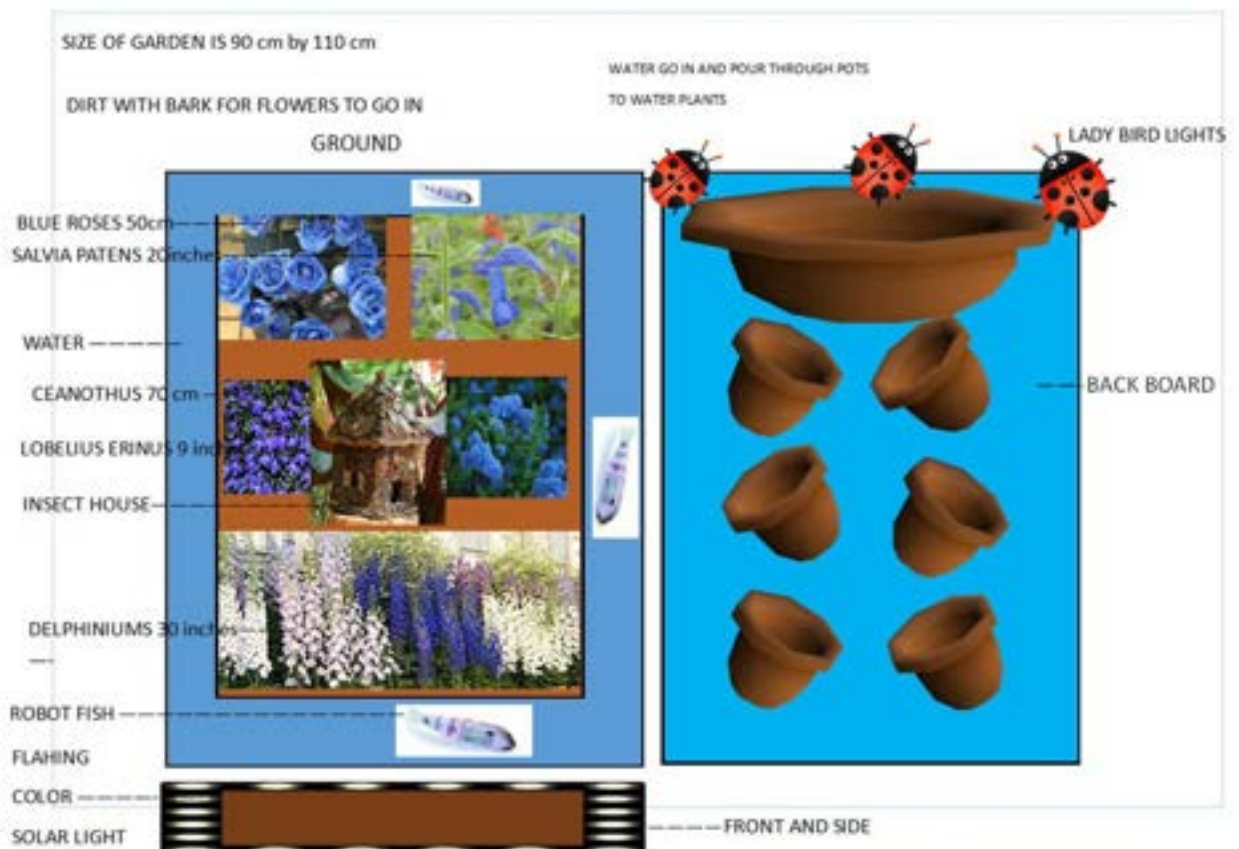 SIZE OF GARDEN IS 90 cm by 110 cm
WATER GO IN AND POUR THROUGH POTS
TO WATER PLANTS
DIRT WITH BARK FOR FLOWERS TO GO IN
GROUND
LADY BIRD LIGHTS
BLUE ROSES 50cm
SALVIA PATENS 20inches
WATER
CEANOTHUS 70 cm
BACK BOARD
LOBELIUS ERINUS 9 inches
INSECT HOUSE
DELPHINIUMS 30 inches
ROBOT FISH
FLAHING
COLOR
SOLAR LIGHT
FRONT AND SIDE